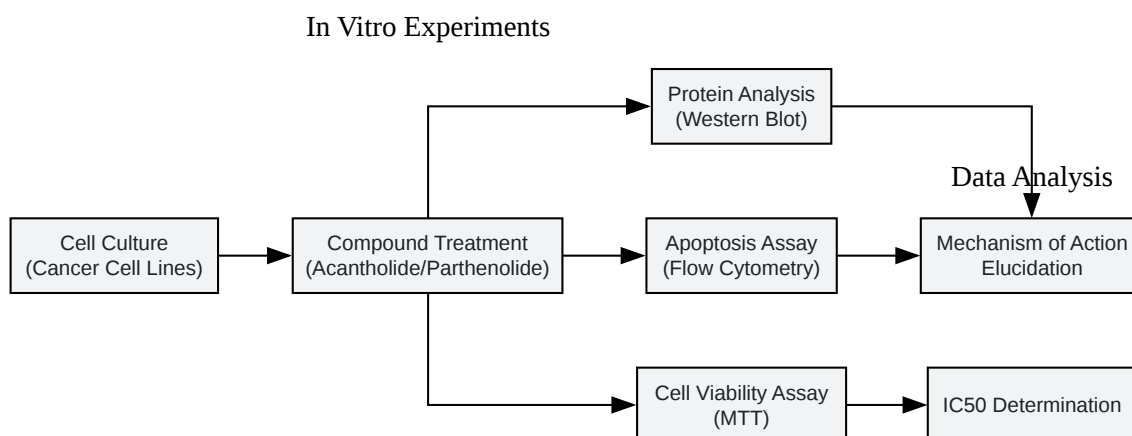 In Vitro Experiments
Protein Analysis
(Western Blot)
Data Analysis
Cell Culture
(Cancer Cell Lines)
Compound Treatment
(Acantholide/Parthenolide)
Apoptosis Assay
(Flow Cytometry)
Mechanism of Action
Elucidation
Cell Viability Assay
(MTT)
IC50 Determination